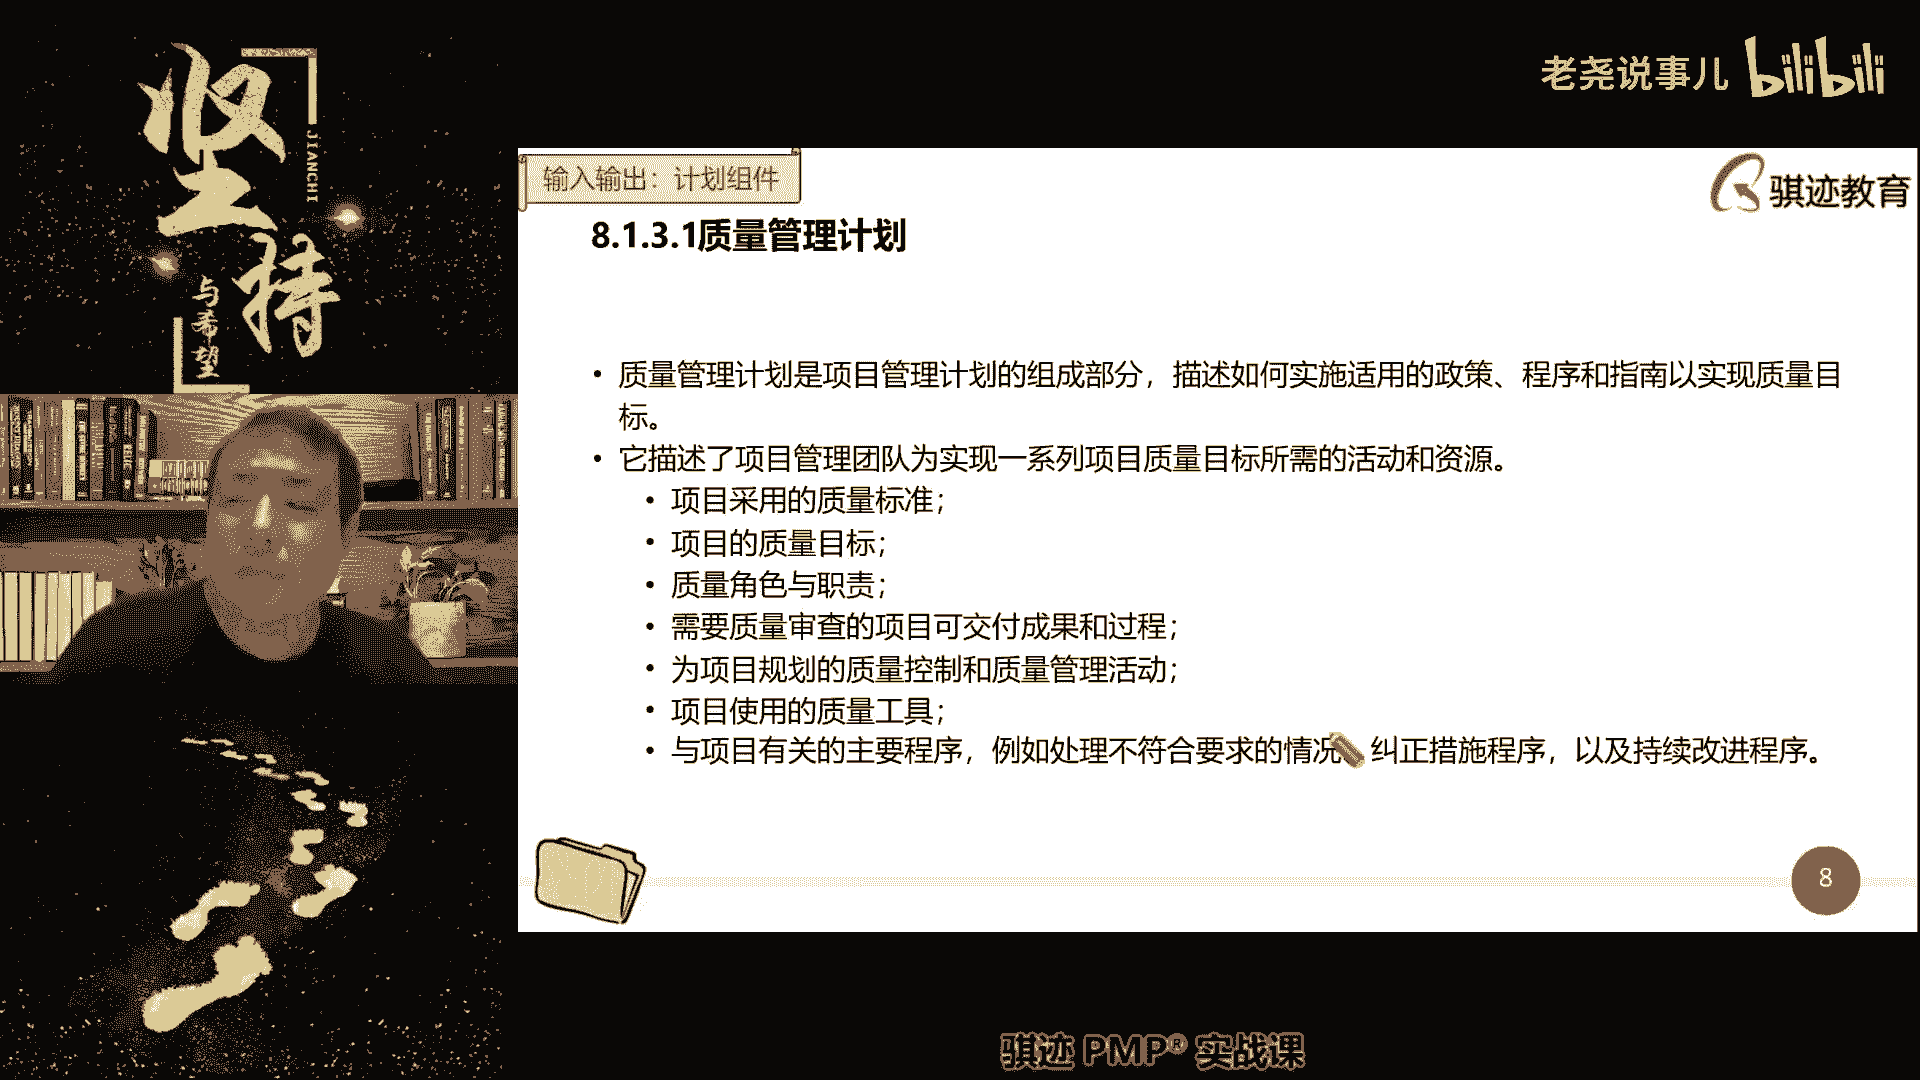 坚持
JIANCHI
与希望
老尧说事儿 bilibili
输入输出：计划组件
骐迹教育
8.1.3.1质量管理计划
• 质量管理计划是项目管理计划的组成部分，描述如何实施适用的政策、程序和指南以实现质量目
标。
• 它描述了项目管理团队为实现一系列项目质量目标所需的活动和资源。
• 项目采用的质量标准；
• 项目的质量目标；
• 质量角色与职责；
• 需要质量审查的项目可交付成果和过程；
• 为项目规划的质量控制和质量管理活动；
• 项目使用的质量工具；
• 与项目有关的主要程序，例如处理不符合要求的情况 纠正措施程序，以及持续改进程序。
8
骐迹 PMP® 实战课